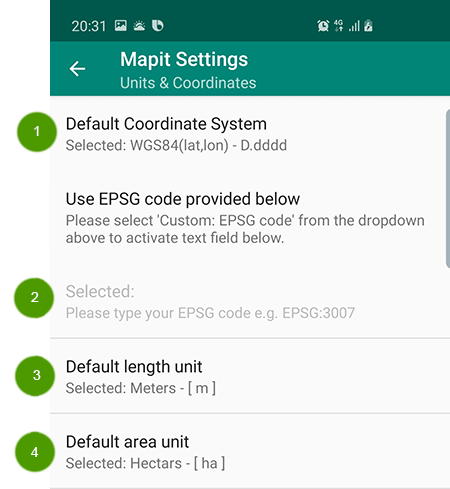 20:31 4G
Mapit Settings
Units & Coordinates
1
Default Coordinate System
Selected: WGS84(lat,lon) - D.dddd
Use EPSG code provided below
Please select 'Custom: EPSG code' from the dropdown
above to activate text field below.
2
Selected:
Please type your EPSG code e.g. EPSG:3007
3
Default length unit
Selected: Meters - [ m ]
4
Default area unit
Selected: Hectars - [ ha ]